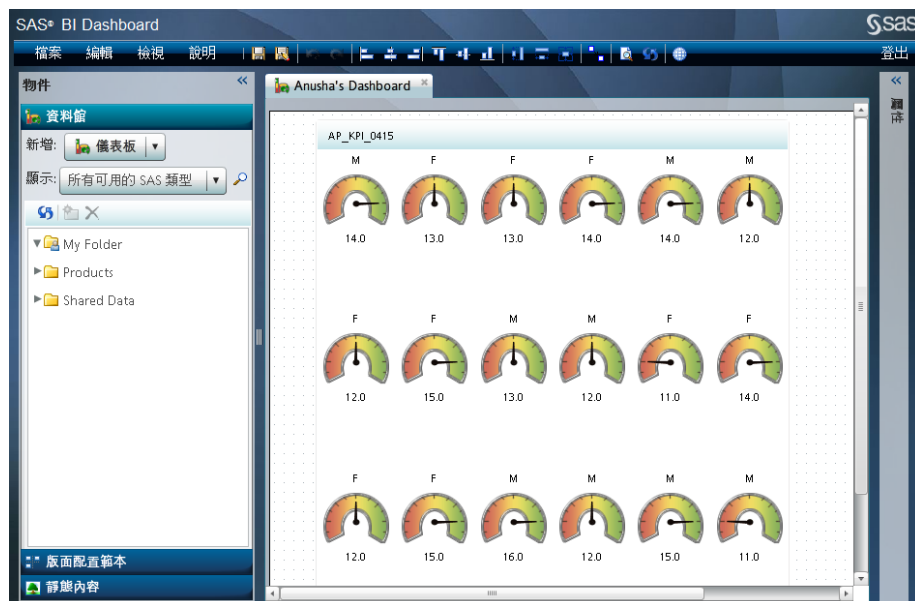 SAS® BI Dashboard
sas
檔案 編輯 檢視 說明
登出
物件
Anusha's Dashboard
屬性
資料館
新增: 儀表板
顯示: 所有可用的 SAS 類型
My Folder
Products
Shared Data
版面配置範本
靜態內容
AP_KPI_0415
M F F F M M
14.0 13.0 13.0 14.0 14.0 12.0
F F M M F F
12.0 15.0 13.0 12.0 11.0 14.0
F F M M M M
12.0 15.0 16.0 12.0 15.0 11.0